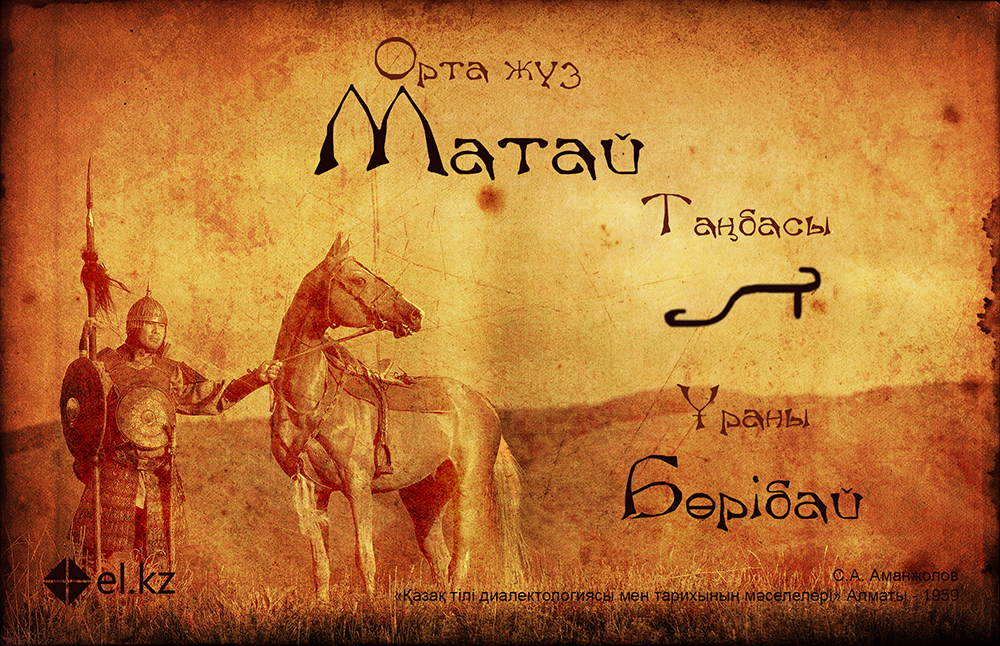 Орта жүз
Матай
Таңбасы
Ұраны
Бөрібай
el.kz
С.А. Аманжолов
«Қазақ тілі диалектологиясы мен тарихының мәселелері» Алматы - 1959